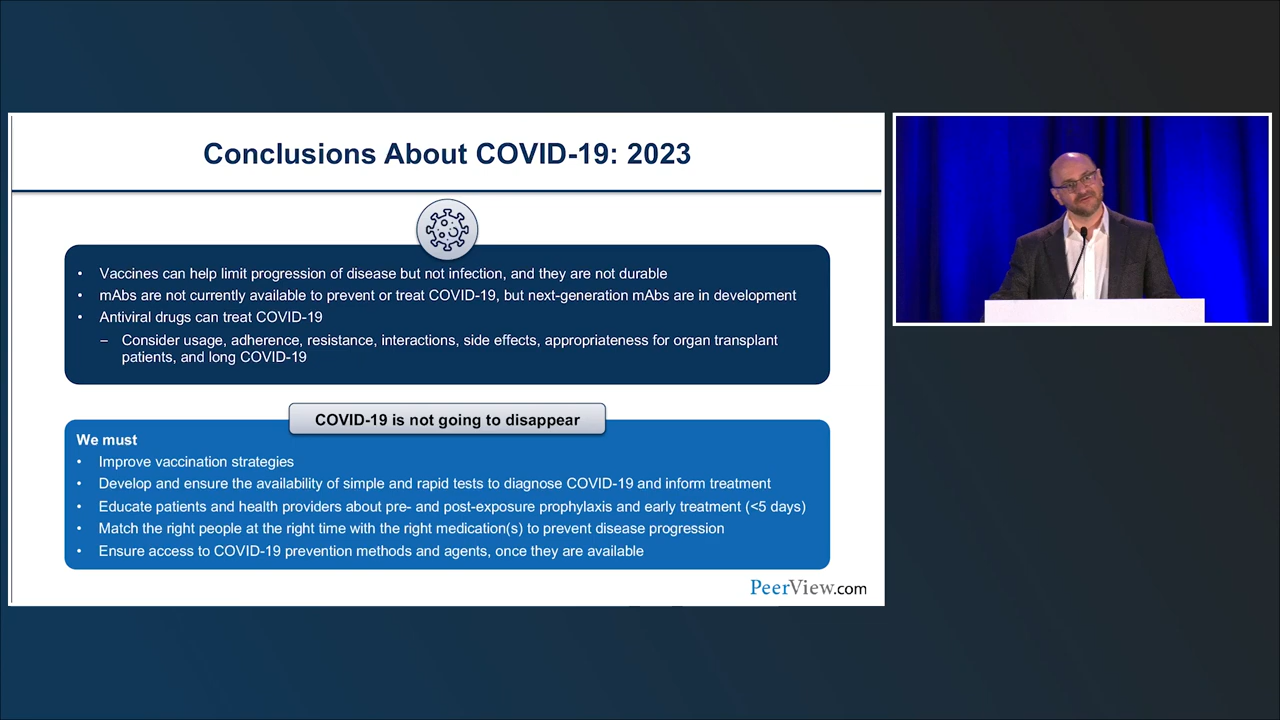 Conclusions About COVID-19: 2023
• Vaccines can help limit progression of disease but not infection, and they are not durable
• mAbs are not currently available to prevent or treat COVID-19, but next-generation mAbs are in development
• Antiviral drugs can treat COVID-19
– Consider usage, adherence, resistance, interactions, side effects, appropriateness for organ transplant
patients, and long COVID-19
COVID-19 is not going to disappear
We must
• Improve vaccination strategies
• Develop and ensure the availability of simple and rapid tests to diagnose COVID-19 and inform treatment
• Educate patients and health providers about pre- and post-exposure prophylaxis and early treatment (<5 days)
• Match the right people at the right time with the right medication(s) to prevent disease progression
• Ensure access to COVID-19 prevention methods and agents, once they are available
PeerView.com